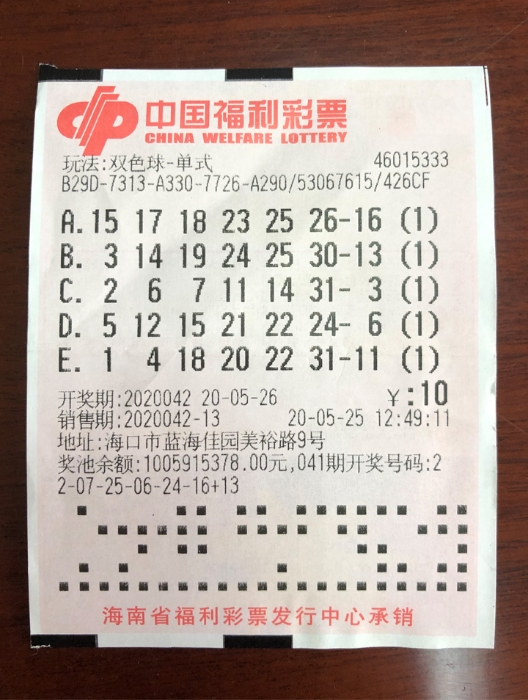 中国福利彩票
CHINA WELFARE LOTTERY
玩法:双色球-单式 46015333
B29D-7313-A330-7726-A290/53067615/426CF
A. 15 17 18 23 25 26-16 (1)
B. 3 14 19 24 25 30-13 (1)
C. 2 6 7 11 14 31- 3 (1)
D. 5 12 15 21 22 24- 6 (1)
E. 1 4 18 20 22 31-11 (1)
开奖期:2020042 20-05-26 ¥:10
销售期:2020042-13 20-05-25 12:49:11
地址:海口市蓝海佳园芙裕路9号
奖池余额:1005915378.00元,041期开奖号码:2
2-07-25-06-24-16+13
海南省福利彩票发行中心承销